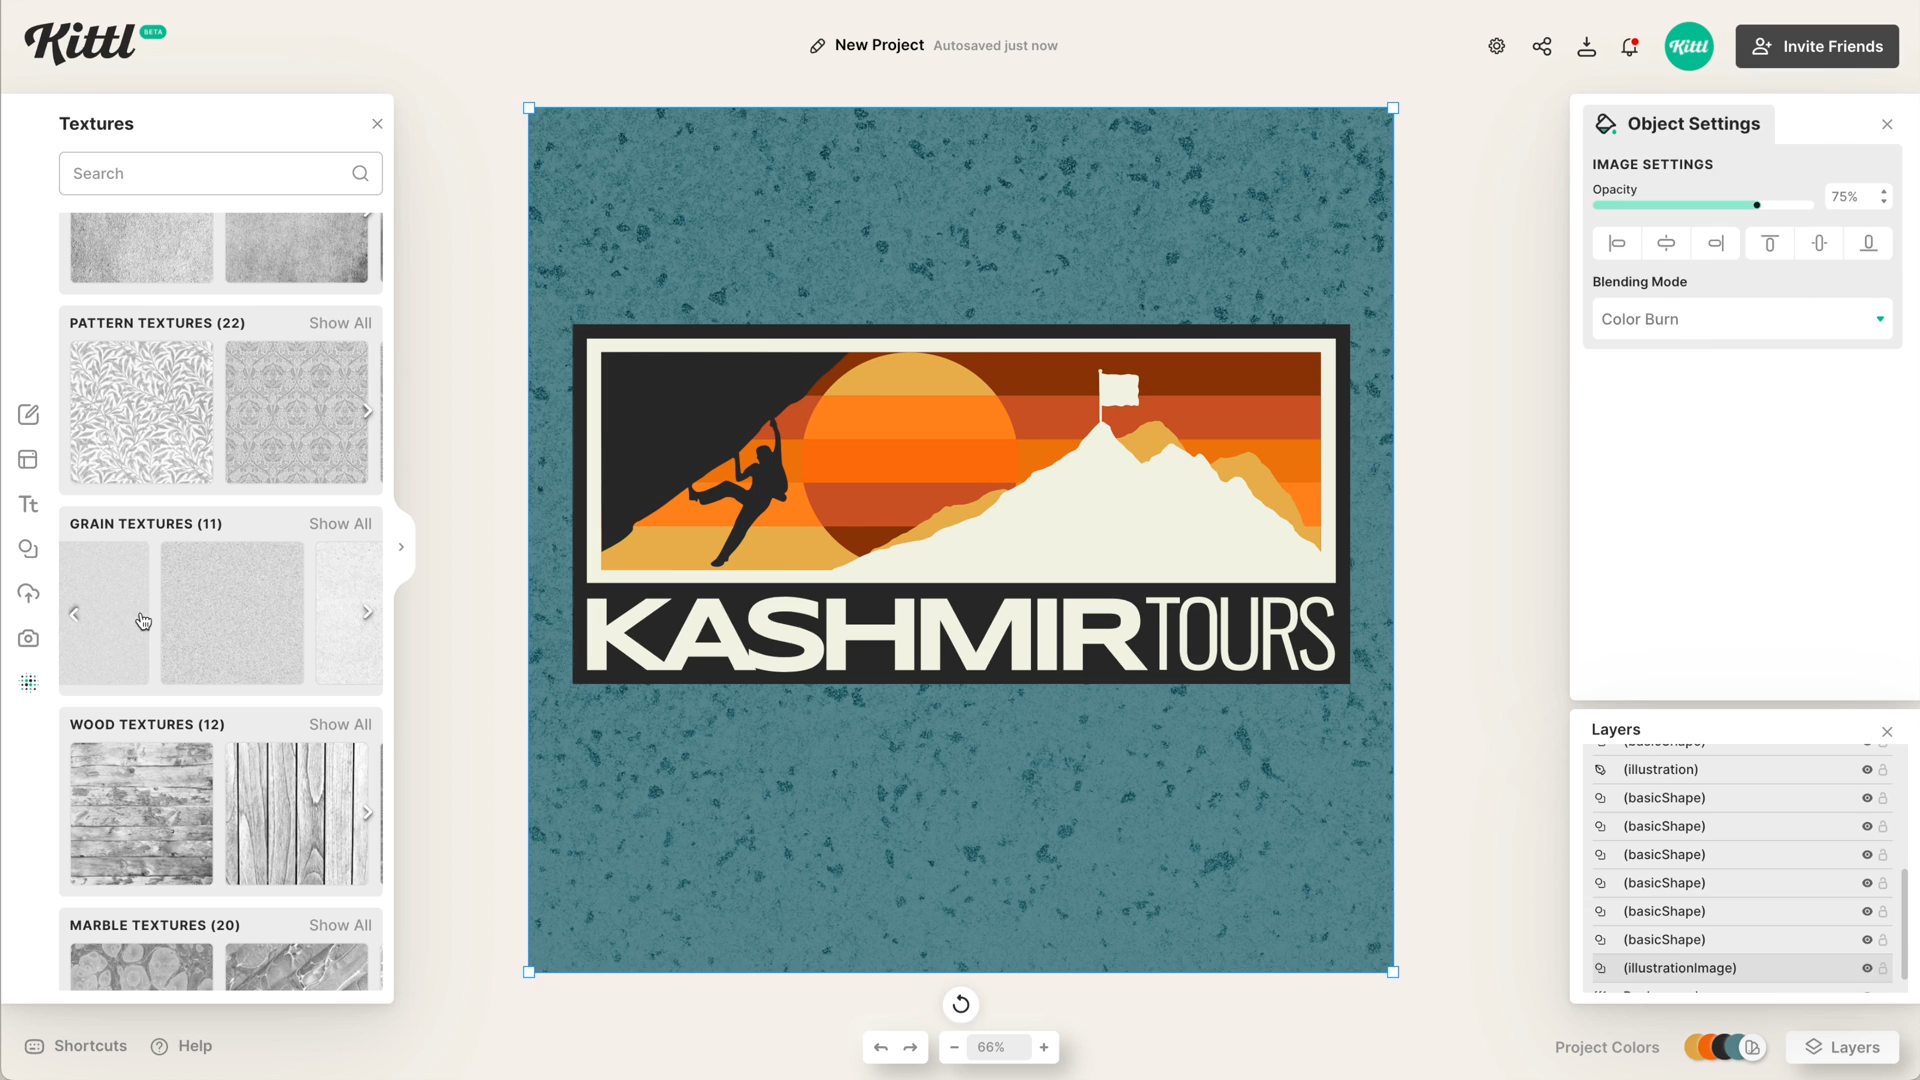 Kittl BETA
New Project Autosaved just now
Kittl
Invite Friends
Textures
Search
PATTERN TEXTURES (22) Show All
GRAIN TEXTURES (11) Show All
WOOD TEXTURES (12) Show All
MARBLE TEXTURES (20) Show All
Tt
KASHMIRTOURS
Object Settings
IMAGE SETTINGS
Opacity
75%
Blending Mode
Color Burn
Layers
(basicShape)
(illustration)
(basicShape)
(basicShape)
(basicShape)
(basicShape)
(basicShape)
(basicShape)
(illustrationImage)
Shortcuts Help
66%
Project Colors
Layers